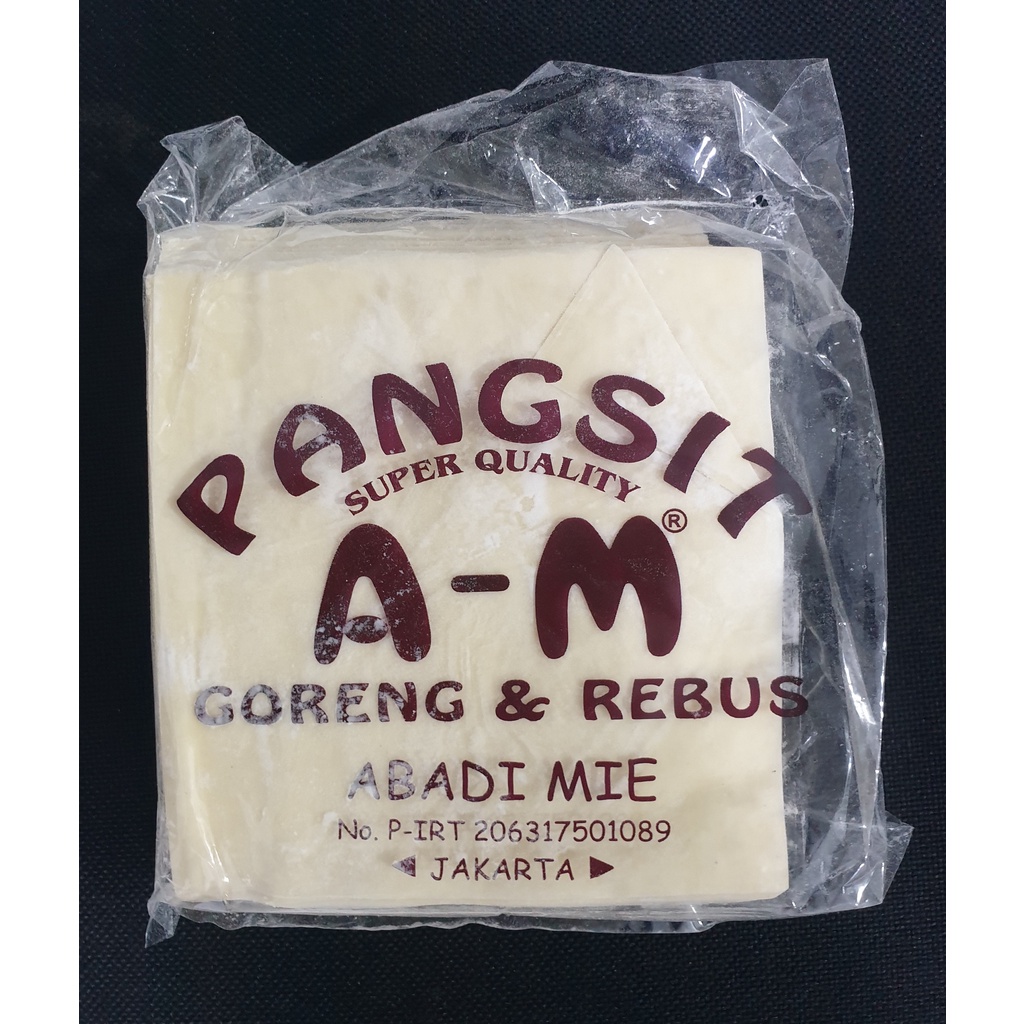 PANGSIT
SUPER QUALITY
A-M®
GORENG & REBUS
ABADI MIE
No. P-IRT 206317501089
◀ JAKARTA ▶